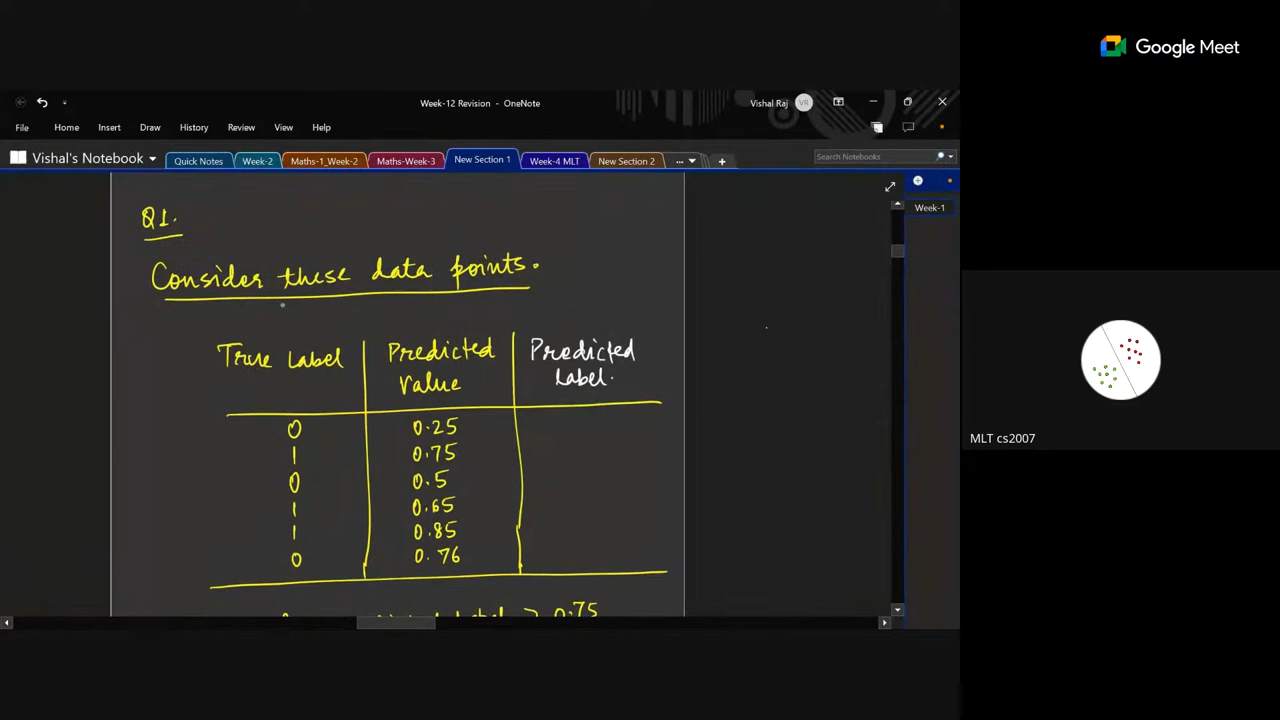 Google Meet
Week-12 Revision - OneNote
Vishal Raj
VR
File Home Insert Draw History Review View Help
Vishal's Notebook
Quick Notes Week-2 Maths-1_Week-2 Maths-Week-3 New Section 1 Week-4 MLT New Section 2 ... +
Search Notebooks
Week-1
Q1.
Consider these data points.
True Label Predicted Value Predicted Label.
0 0.25
1 0.75
0 0.5
1 0.65
1 0.85
0 0.76
0.75
MLT cs2007